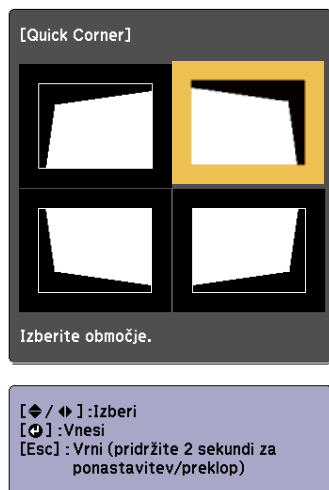 [Quick Corner]
Izberite območje.
[⬍/⬌] :Izberi
[↵] :Vnesi
[Esc] : Vrni (pridržite 2 sekundi za
ponastavitev/preklop)